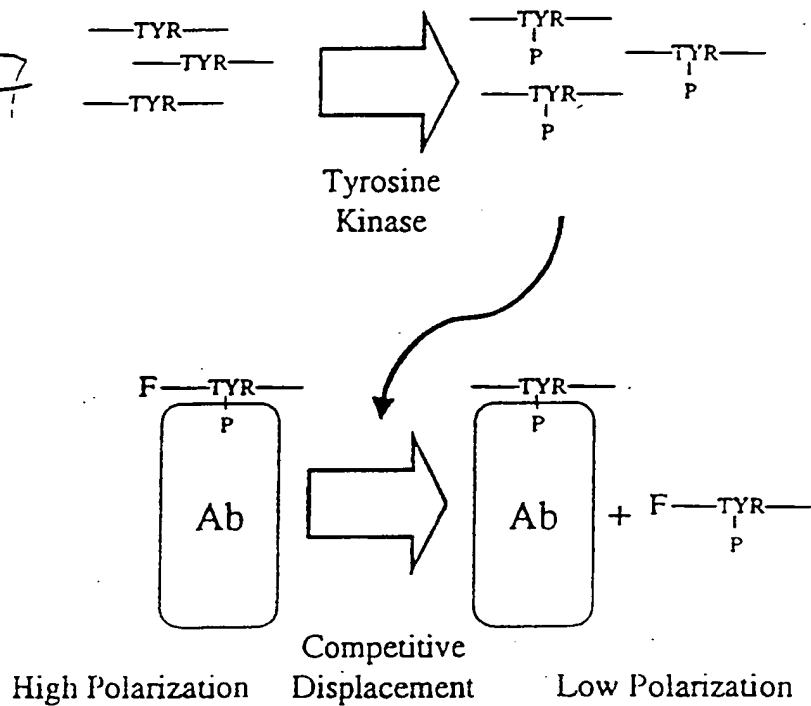 —TYR—
—TYR—
—TYR—
—TYR—
P
—TYR—
P
—TYR—
P
Tyrosine
Kinase
F—TYR—
P
Ab
—TYR—
P
Ab
+
F—TYR—
P
Competitive
Displacement
High Polarization
Low Polarization